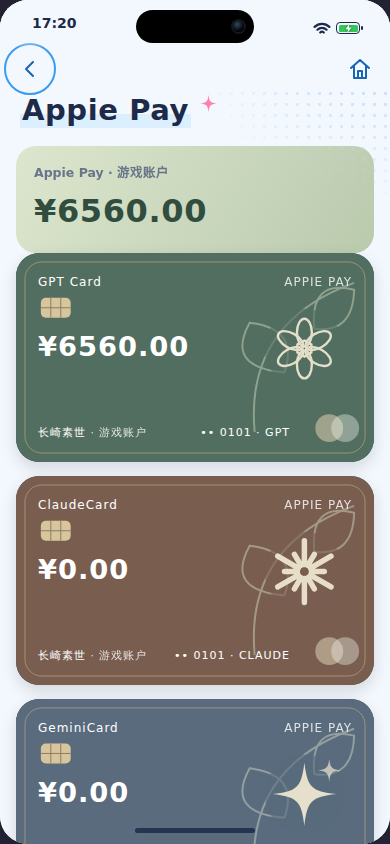 17:20
Appie Pay
Appie Pay · 游戏账户
¥6560.00
GPT Card APPIE PAY
¥6560.00
长崎素世 · 游戏账户 •• 0101 · GPT
ClaudeCard APPIE PAY
¥0.00
长崎素世 · 游戏账户 •• 0101 · CLAUDE
GeminiCard APPIE PAY
¥0.00